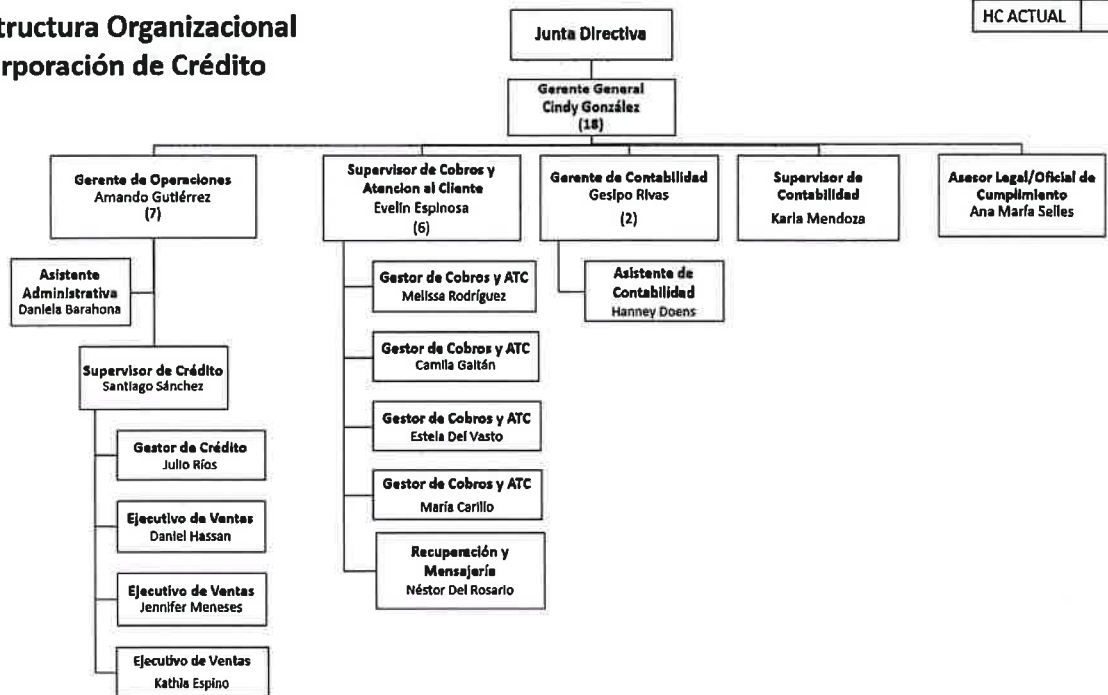 tructura Organizacional
rporación de Crédito
HC ACTUAL
Junta Directiva
Gerente General
Cindy González
(18)
Gerente de Operaciones
Amando Gutiérrez
(7)
Supervisor de Cobros y
Atencion al Cliente
Evelin Espinosa
(6)
Gerente de Contabilidad
Gesipo Rivas
(2)
Supervisor de
Contabilidad
Karla Mendoza
Asesor Legal/Oficial de
Cumplimiento
Ana María Selles
Asistente
Administrativa
Daniela Barahona
Supervisor de Crédito
Santiago Sánchez
Gestor de Crédito
Julio Ríos
Ejecutivo de Ventas
Daniel Hassan
Ejecutivo de Ventas
Jennifer Meneses
Ejecutivo de Ventas
Kathia Espino
Gestor de Cobros y ATC
Melissa Rodríguez
Gestor de Cobros y ATC
Camila Gaitán
Gestor de Cobros y ATC
Estela Del Vasto
Gestor de Cobros y ATC
María Carillo
Recuperación y
Mensajería
Néstor Del Rosario
Asistente de
Contabilidad
Hanney Doens